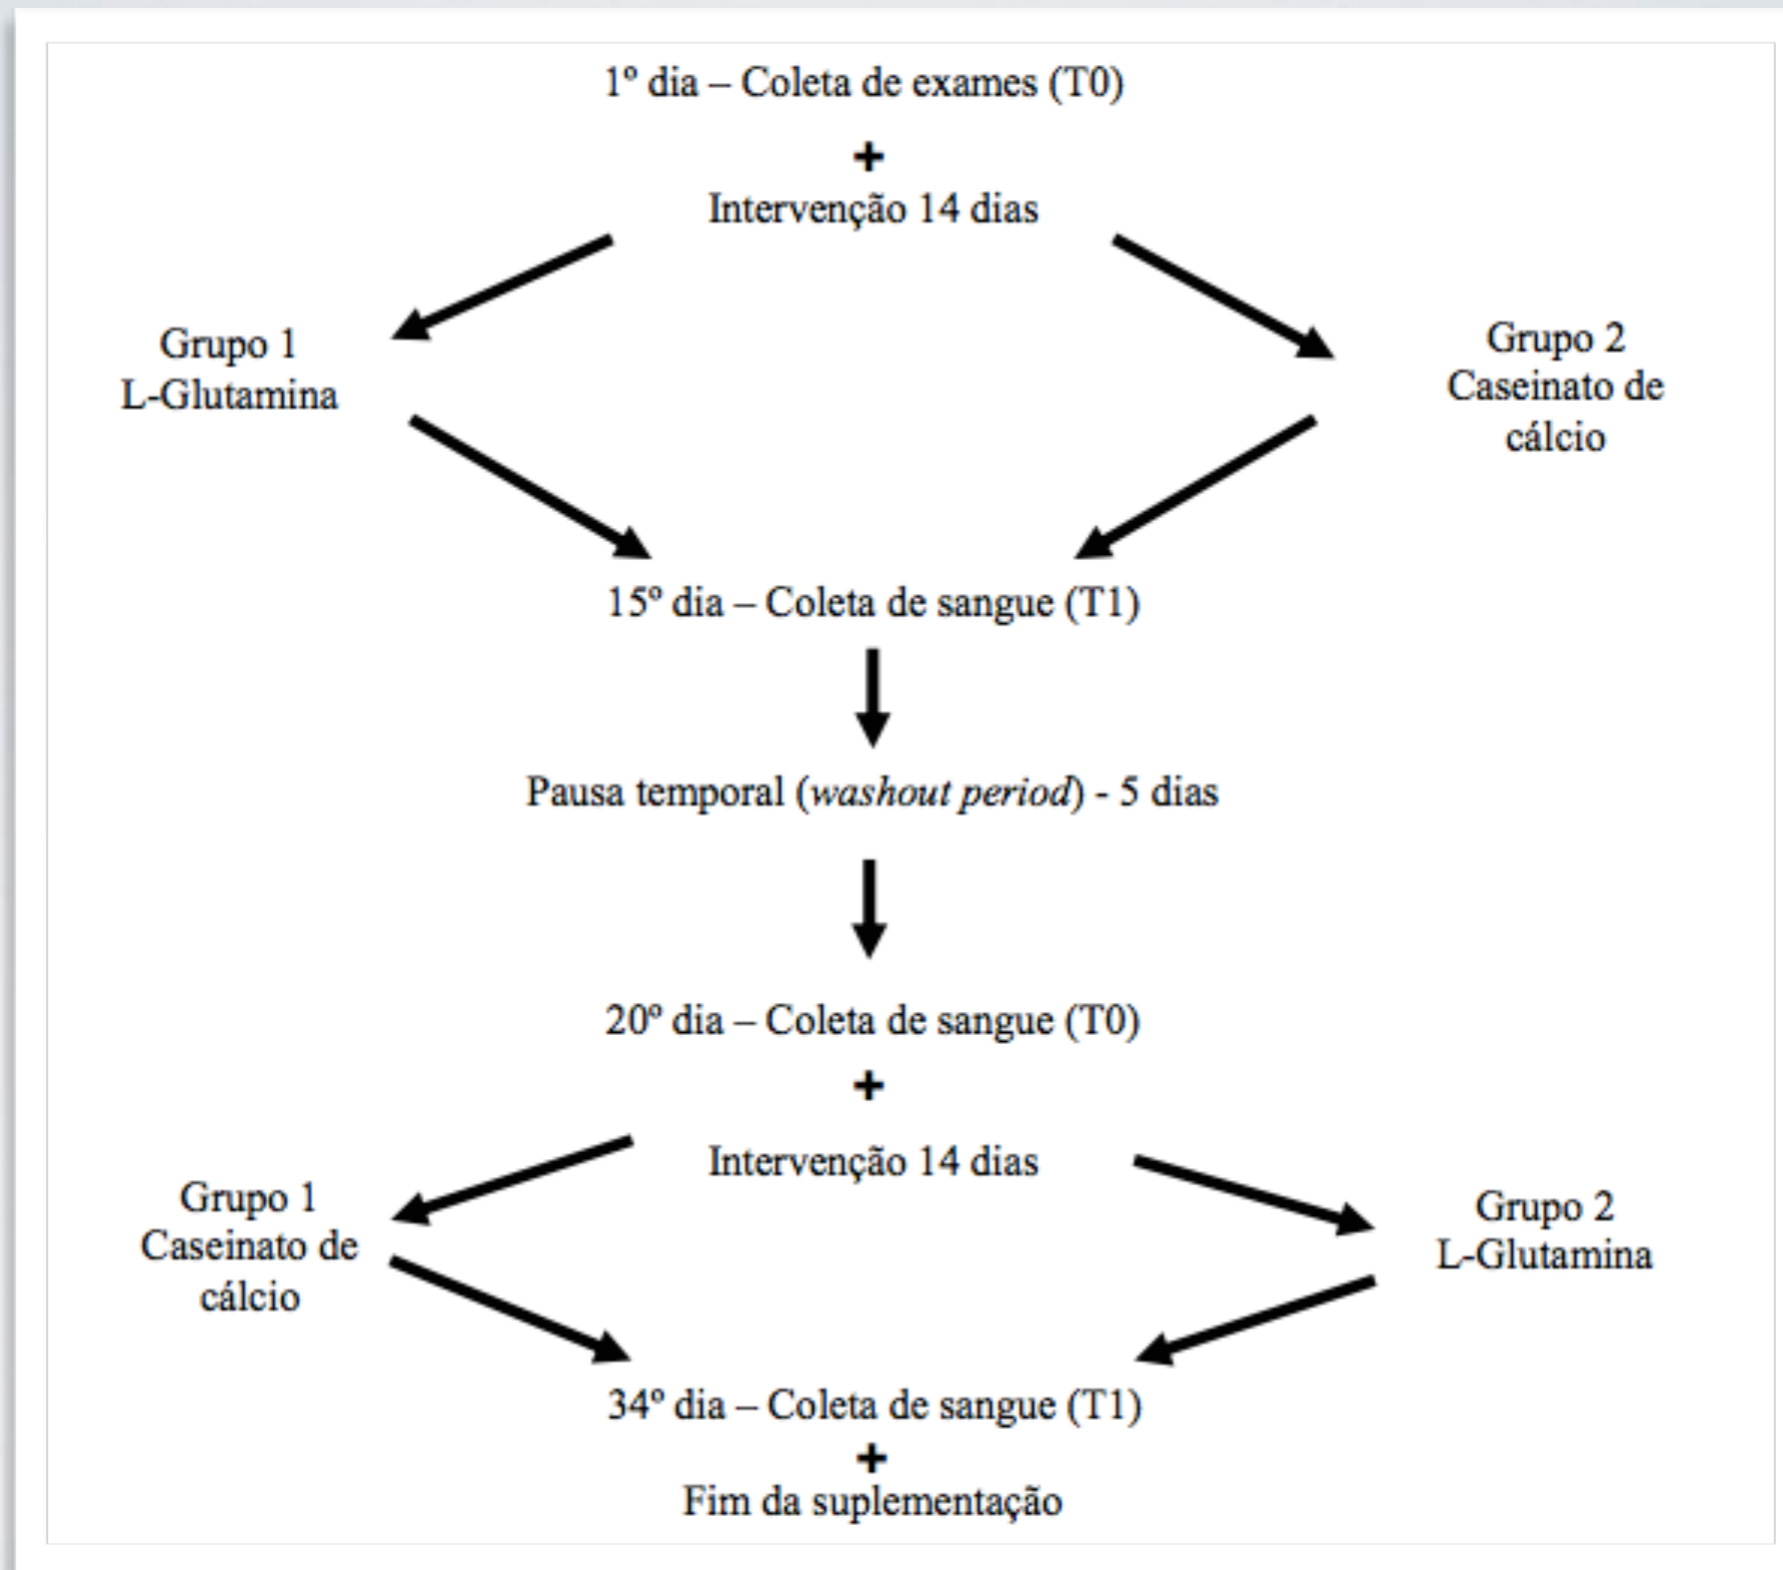 1º dia – Coleta de exames (T0)
+
Intervenção 14 dias
Grupo 1
L-Glutamina
Grupo 2
Caseinato de
cálcio
15º dia – Coleta de sangue (T1)
Pausa temporal (washout period) - 5 dias
20º dia – Coleta de sangue (T0)
+
Intervenção 14 dias
Grupo 1
Caseinato de
cálcio
Grupo 2
L-Glutamina
34º dia – Coleta de sangue (T1)
+
Fim da suplementação